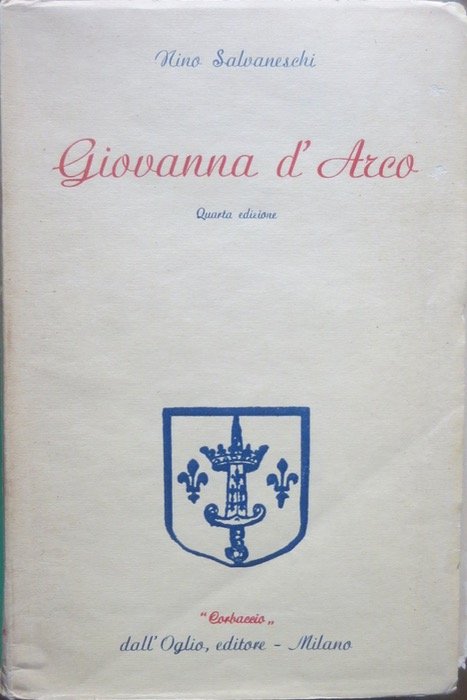 Nino Salvaneschi
Giovanna d'Arco
Quarta edizione
"Corbaccio„
dall'Oglio, editore - Milano